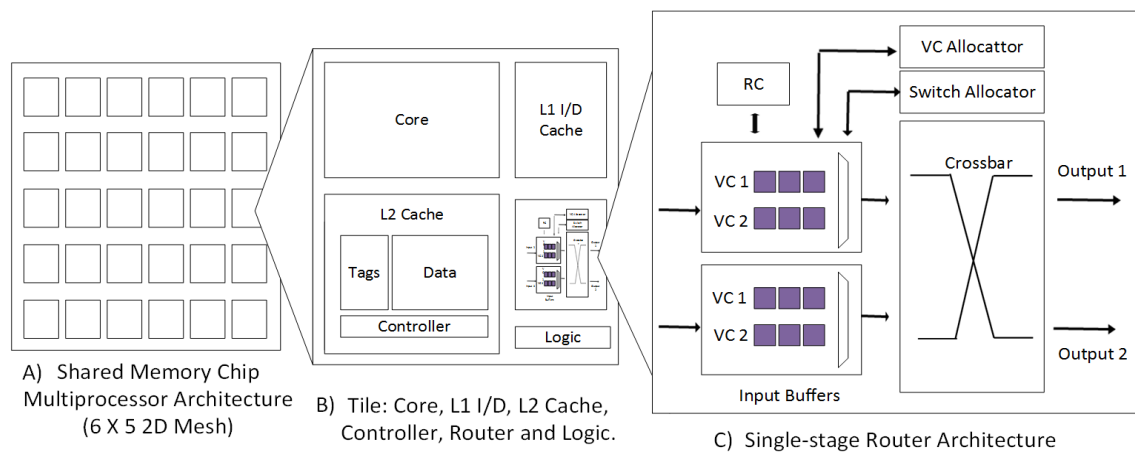 VC Allocattor
Switch Allocator
RC
Core
L1 I/D
Cache
L2 Cache
Tags
Data
Controller
Logic
VC 1
VC 2
VC 1
VC 2
Input Buffers
Crossbar
Output 1
Output 2
A) Shared Memory Chip
Multiprocessor Architecture
(6 X 5 2D Mesh)
B) Tile: Core, L1 I/D, L2 Cache,
Controller, Router and Logic.
C) Single-stage Router Architecture